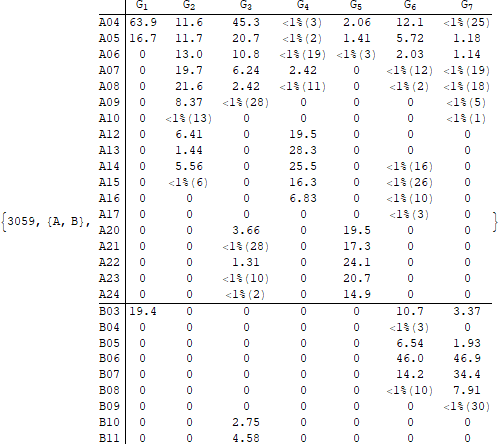 G1 G2 G3 G4 G5 G6 G7
A04 63.9 11.6 45.3 <1%(3) 2.06 12.1 <1%(25)
A05 16.7 11.7 20.7 <1%(2) 1.41 5.72 1.18
A06 0 13.0 10.8 <1%(19) <1%(3) 2.03 1.14
A07 0 19.7 6.24 2.42 0 <1%(12) <1%(19)
A08 0 21.6 2.42 <1%(11) 0 <1%(2) <1%(18)
A09 0 8.37 <1%(28) 0 0 0 <1%(5)
A10 0 <1%(13) 0 0 0 0 <1%(1)
A12 0 6.41 0 19.5 0 0 0
A13 0 1.44 0 28.3 0 0 0
A14 0 5.56 0 25.5 0 <1%(16) 0
A15 0 <1%(6) 0 16.3 0 <1%(26) 0
A16 0 0 0 6.83 0 <1%(10) 0
{3059, {A, B}, A17 0 0 0 0 0 <1%(3) 0 }
A20 0 0 3.66 0 19.5 0 0
A21 0 0 <1%(28) 0 17.3 0 0
A22 0 0 1.31 0 24.1 0 0
A23 0 0 <1%(10) 0 20.7 0 0
A24 0 0 <1%(2) 0 14.9 0 0
B03 19.4 0 0 0 0 10.7 3.37
B04 0 0 0 0 0 <1%(3) 0
B05 0 0 0 0 0 6.54 1.93
B06 0 0 0 0 0 46.0 46.9
B07 0 0 0 0 0 14.2 34.4
B08 0 0 0 0 0 <1%(10) 7.91
B09 0 0 0 0 0 0 <1%(30)
B10 0 0 2.75 0 0 0 0
B11 0 0 4.58 0 0 0 0